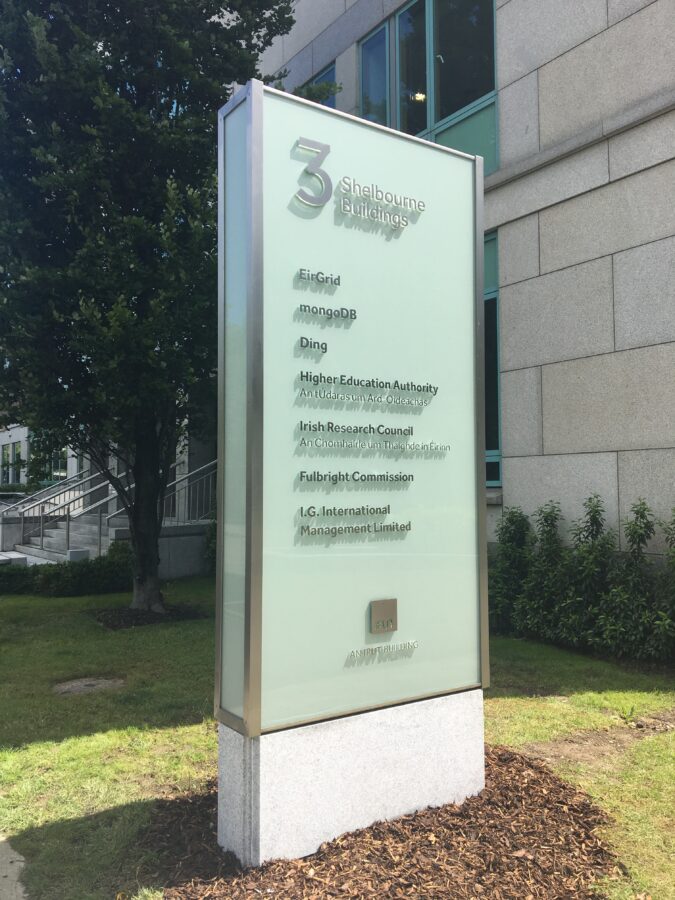 3
Shelbourne
Buildings
EirGrid
mongoDB
Ding
Higher Education Authority
An tÚdarás um Ard-Oideachas
Irish Research Council
An Chomhairle um Thaighde in Éirinn
Fulbright Commission
I.G. International
Management Limited
BUILDING